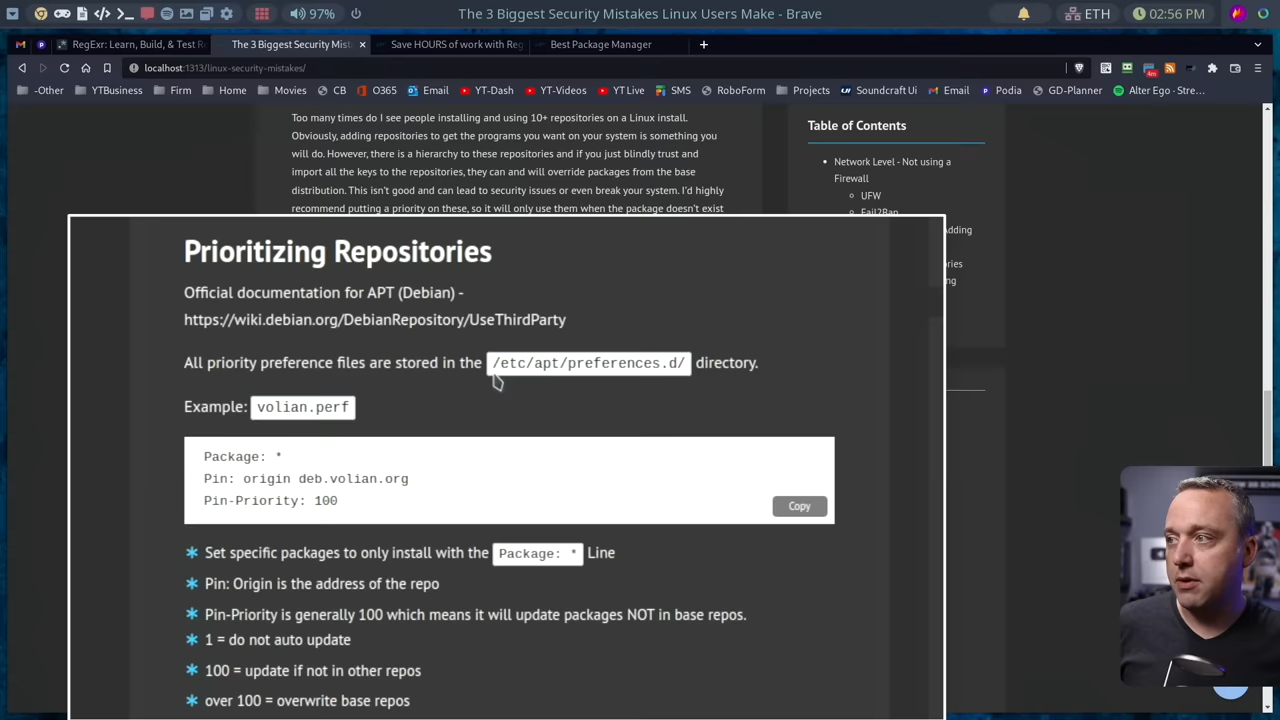 97%
The 3 Biggest Security Mistakes Linux Users Make - Brave
ETH
02:56 PM
RegExr: Learn, Build, & Test R
The 3 Biggest Security Mist
Save HOURS of work with Reg
Best Package Manager
localhost:1313/linux-security-mistakes/
4m
-Other
YTBusiness
Firm
Home
Movies
CB
O365
Email
YT-Dash
YT-Videos
YT Live
SMS
RoboForm
Projects
Soundcraft Ui
Email
Podia
GD-Planner
Alter Ego - Stre...
Too many times do I see people installing and using 10+ repositories on a Linux install.
Obviously, adding repositories to get the programs you want on your system is something you
will do. However, there is a hierarchy to these repositories and if you just blindly trust and
import all the keys to the repositories, they can and will override packages from the base
distribution. This isn't good and can lead to security issues or even break your system. I'd highly
recommend putting a priority on these, so it will only use them when the package doesn't exist
Table of Contents
Network Level - Not using a
Firewall
UFW
Fail2Ban
Adding
ories
ng
Prioritizing Repositories
Official documentation for APT (Debian) -
https://wiki.debian.org/DebianRepository/UseThirdParty
All priority preference files are stored in the /etc/apt/preferences.d/ directory.
Example: volian.perf
Package: *
Pin: origin deb.volian.org
Pin-Priority: 100
Copy
Set specific packages to only install with the Package: * Line
Pin: Origin is the address of the repo
Pin-Priority is generally 100 which means it will update packages NOT in base repos.
1 = do not auto update
100 = update if not in other repos
over 100 = overwrite base repos